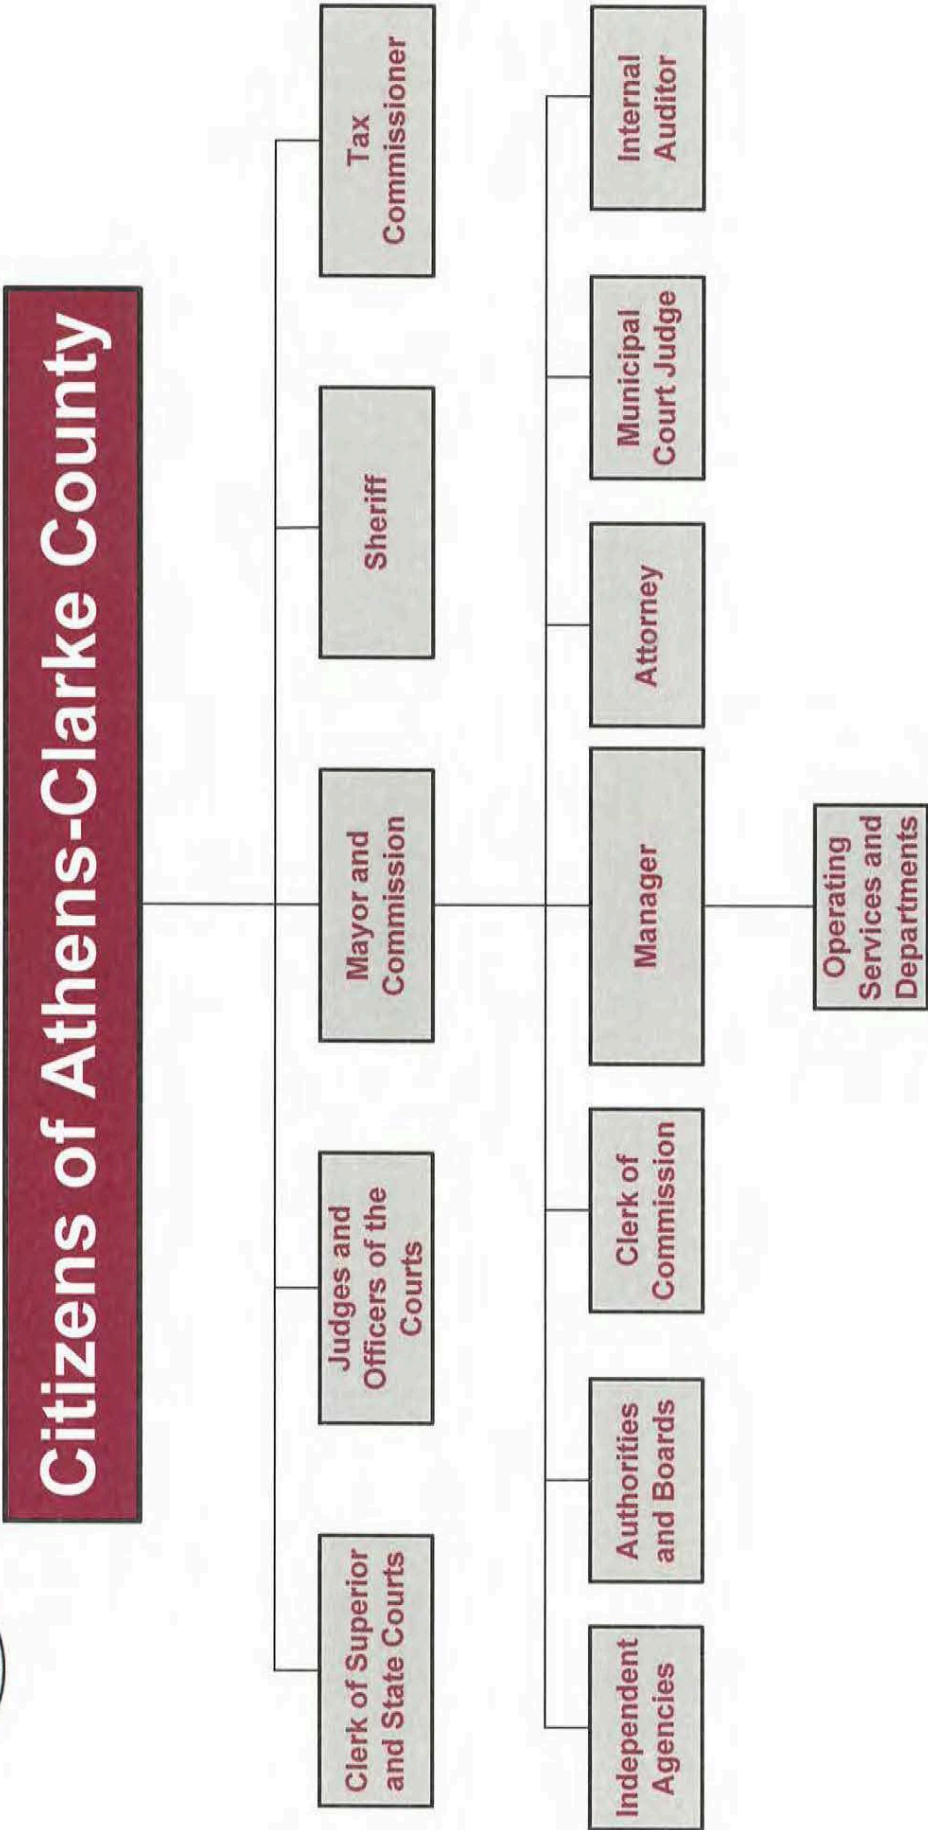 Citizens of Athens-Clarke County
Clerk of Superior
and State Courts
Judges and
Officers of the
Courts
Mayor and
Commission
Sheriff
Tax
Commissioner
Independent
Agencies
Authorities
and Boards
Clerk of
Commission
Manager
Attorney
Municipal
Court Judge
Internal
Auditor
Operating
Services and
Departments